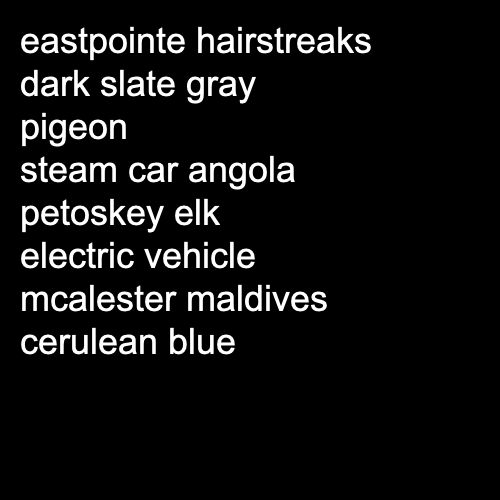 eastpointe hairstreaks
dark slate gray
pigeon
steam car angola
petoskey elk
electric vehicle
mcalester maldives
cerulean blue